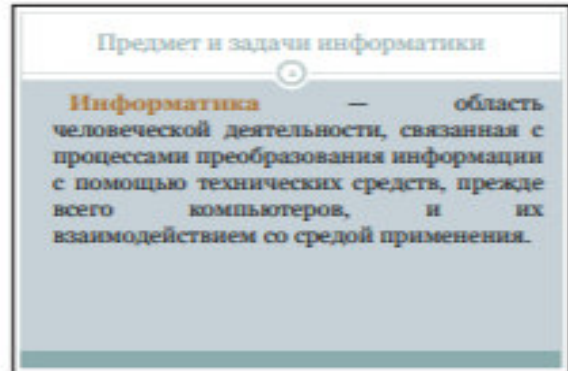 Предмет и задачи информатики
Информатика — область
человеческой деятельности, связанная с
процессами преобразования информации
с помощью технических средств, прежде
всего компьютеров, и их
взаимодействием со средой применения.